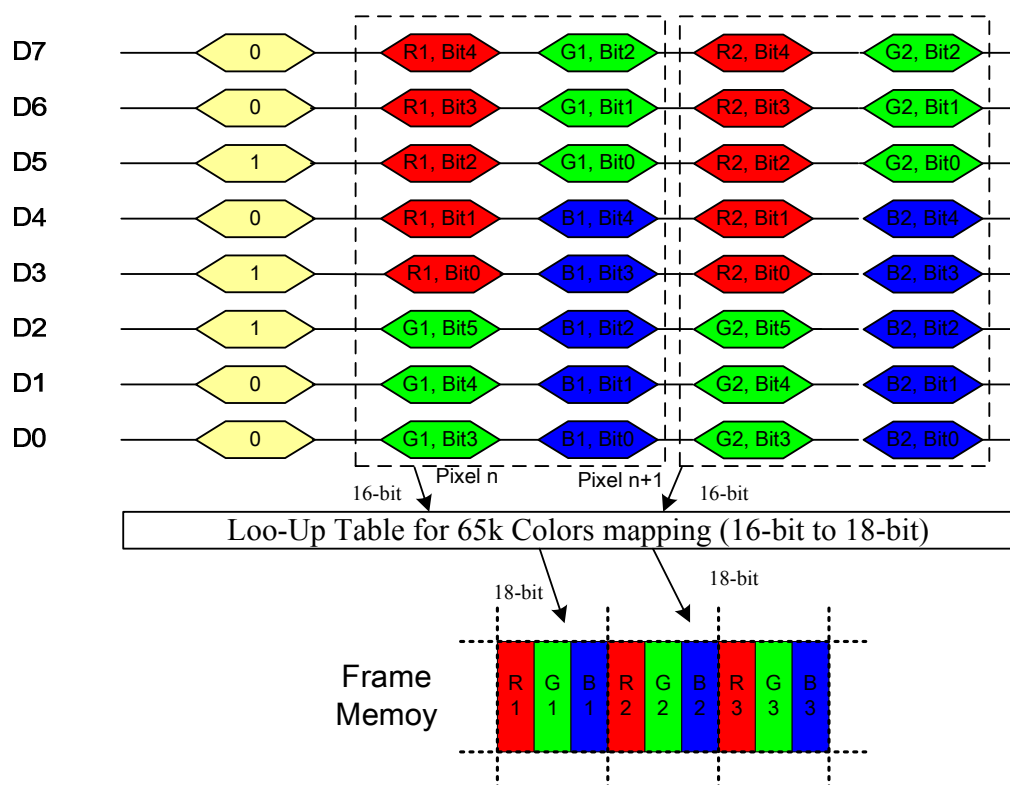 D7 0 R1, Bit4 G1, Bit2 R2, Bit4 G2, Bit2
D6 0 R1, Bit3 G1, Bit1 R2, Bit3 G2, Bit1
D5 1 R1, Bit2 G1, Bit0 R2, Bit2 G2, Bit0
D4 0 R1, Bit1 B1, Bit4 R2, Bit1 B2, Bit4
D3 1 R1, Bit0 B1, Bit3 R2, Bit0 B2, Bit3
D2 1 G1, Bit5 B1, Bit2 G2, Bit5 B2, Bit2
D1 0 G1, Bit4 B1, Bit1 G2, Bit4 B2, Bit1
D0 0 G1, Bit3 B1, Bit0 G2, Bit3 B2, Bit0
Pixel n Pixel n+1
16-bit 16-bit
Loo-Up Table for 65k Colors mapping (16-bit to 18-bit)
18-bit 18-bit
Frame
Memoy
R G B R G B R G B
1 1 1 2 2 2 3 3 3